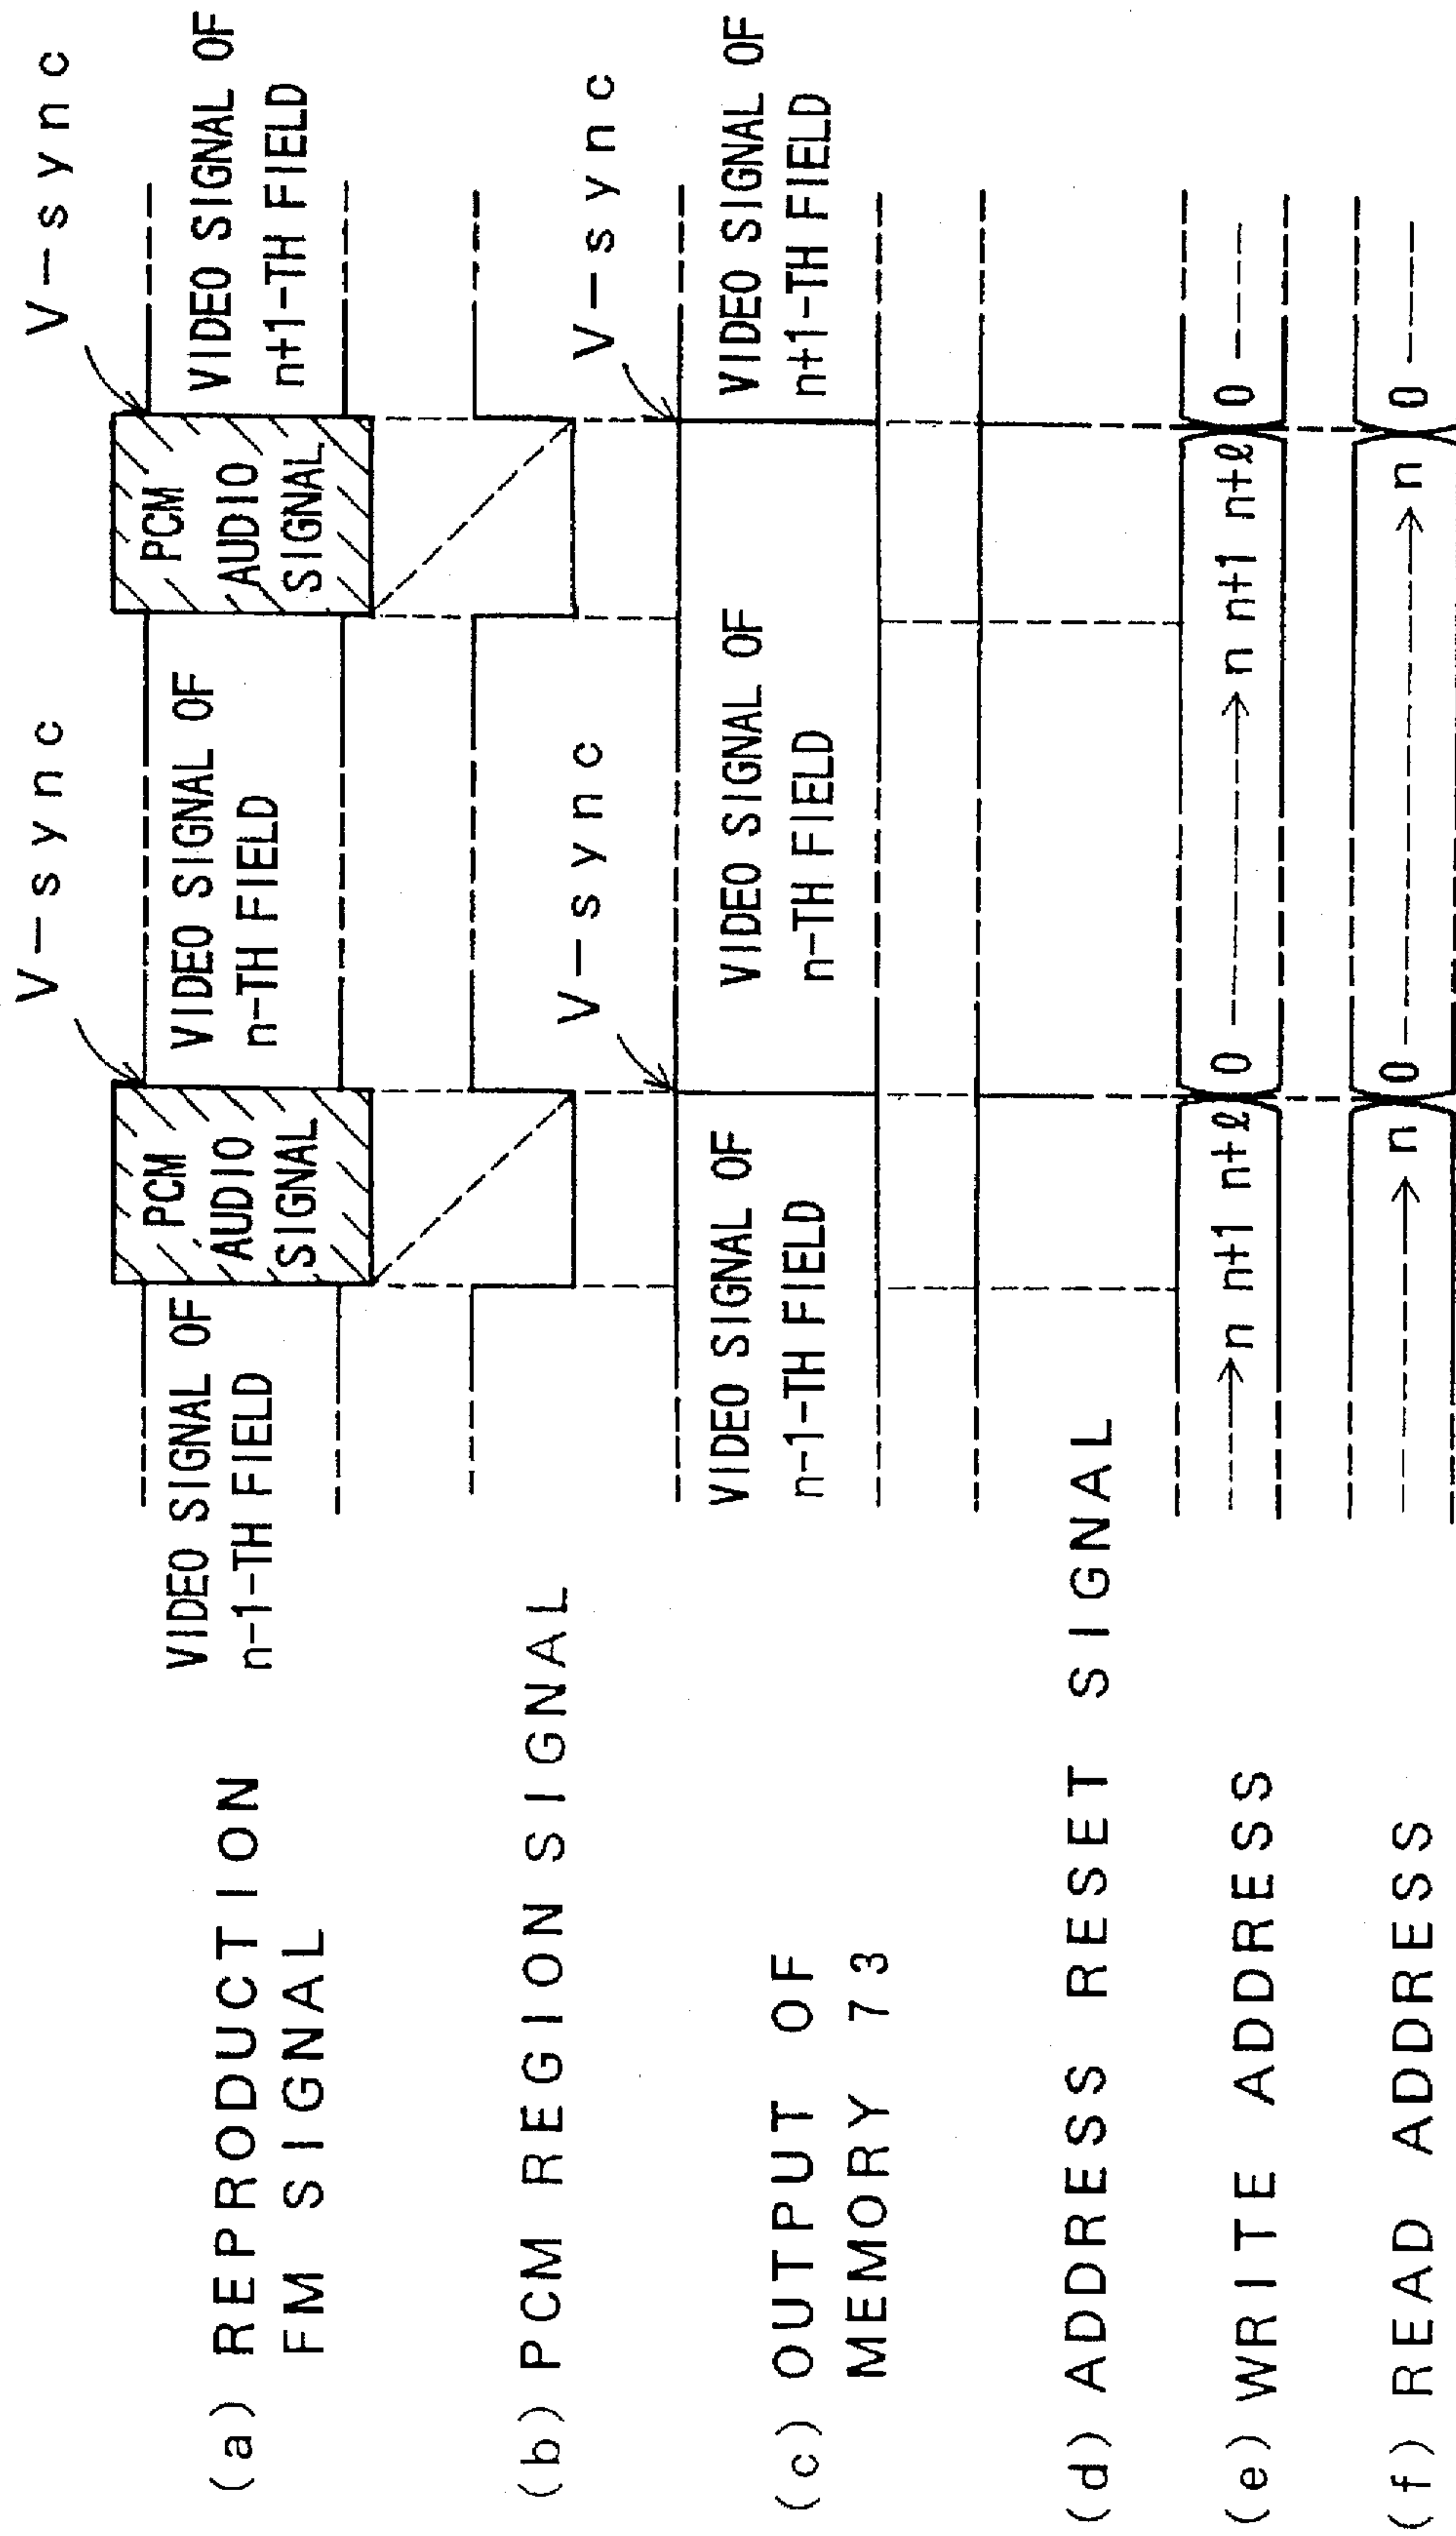 (a) REPRODUCTION
FM SIGNAL
VIDEO SIGNAL OF
n-1-TH FIELD
PCM
AUDIO
SIGNAL
V-sync
VIDEO SIGNAL OF
n-TH FIELD
PCM
AUDIO
SIGNAL
V-sync
VIDEO SIGNAL OF
n+1-TH FIELD
(b) PCM REGION SIGNAL
(c) OUTPUT OF
MEMORY 73
VIDEO SIGNAL OF
n-1-TH FIELD
V-sync
VIDEO SIGNAL OF
n-TH FIELD
V-sync
VIDEO SIGNAL OF
n+1-TH FIELD
(d) ADDRESS RESET SIGNAL
(e) WRITE ADDRESS
n n+1 n+ℓ 0 n n+1 n+ℓ 0
(f) READ ADDRESS
n 0 n 0